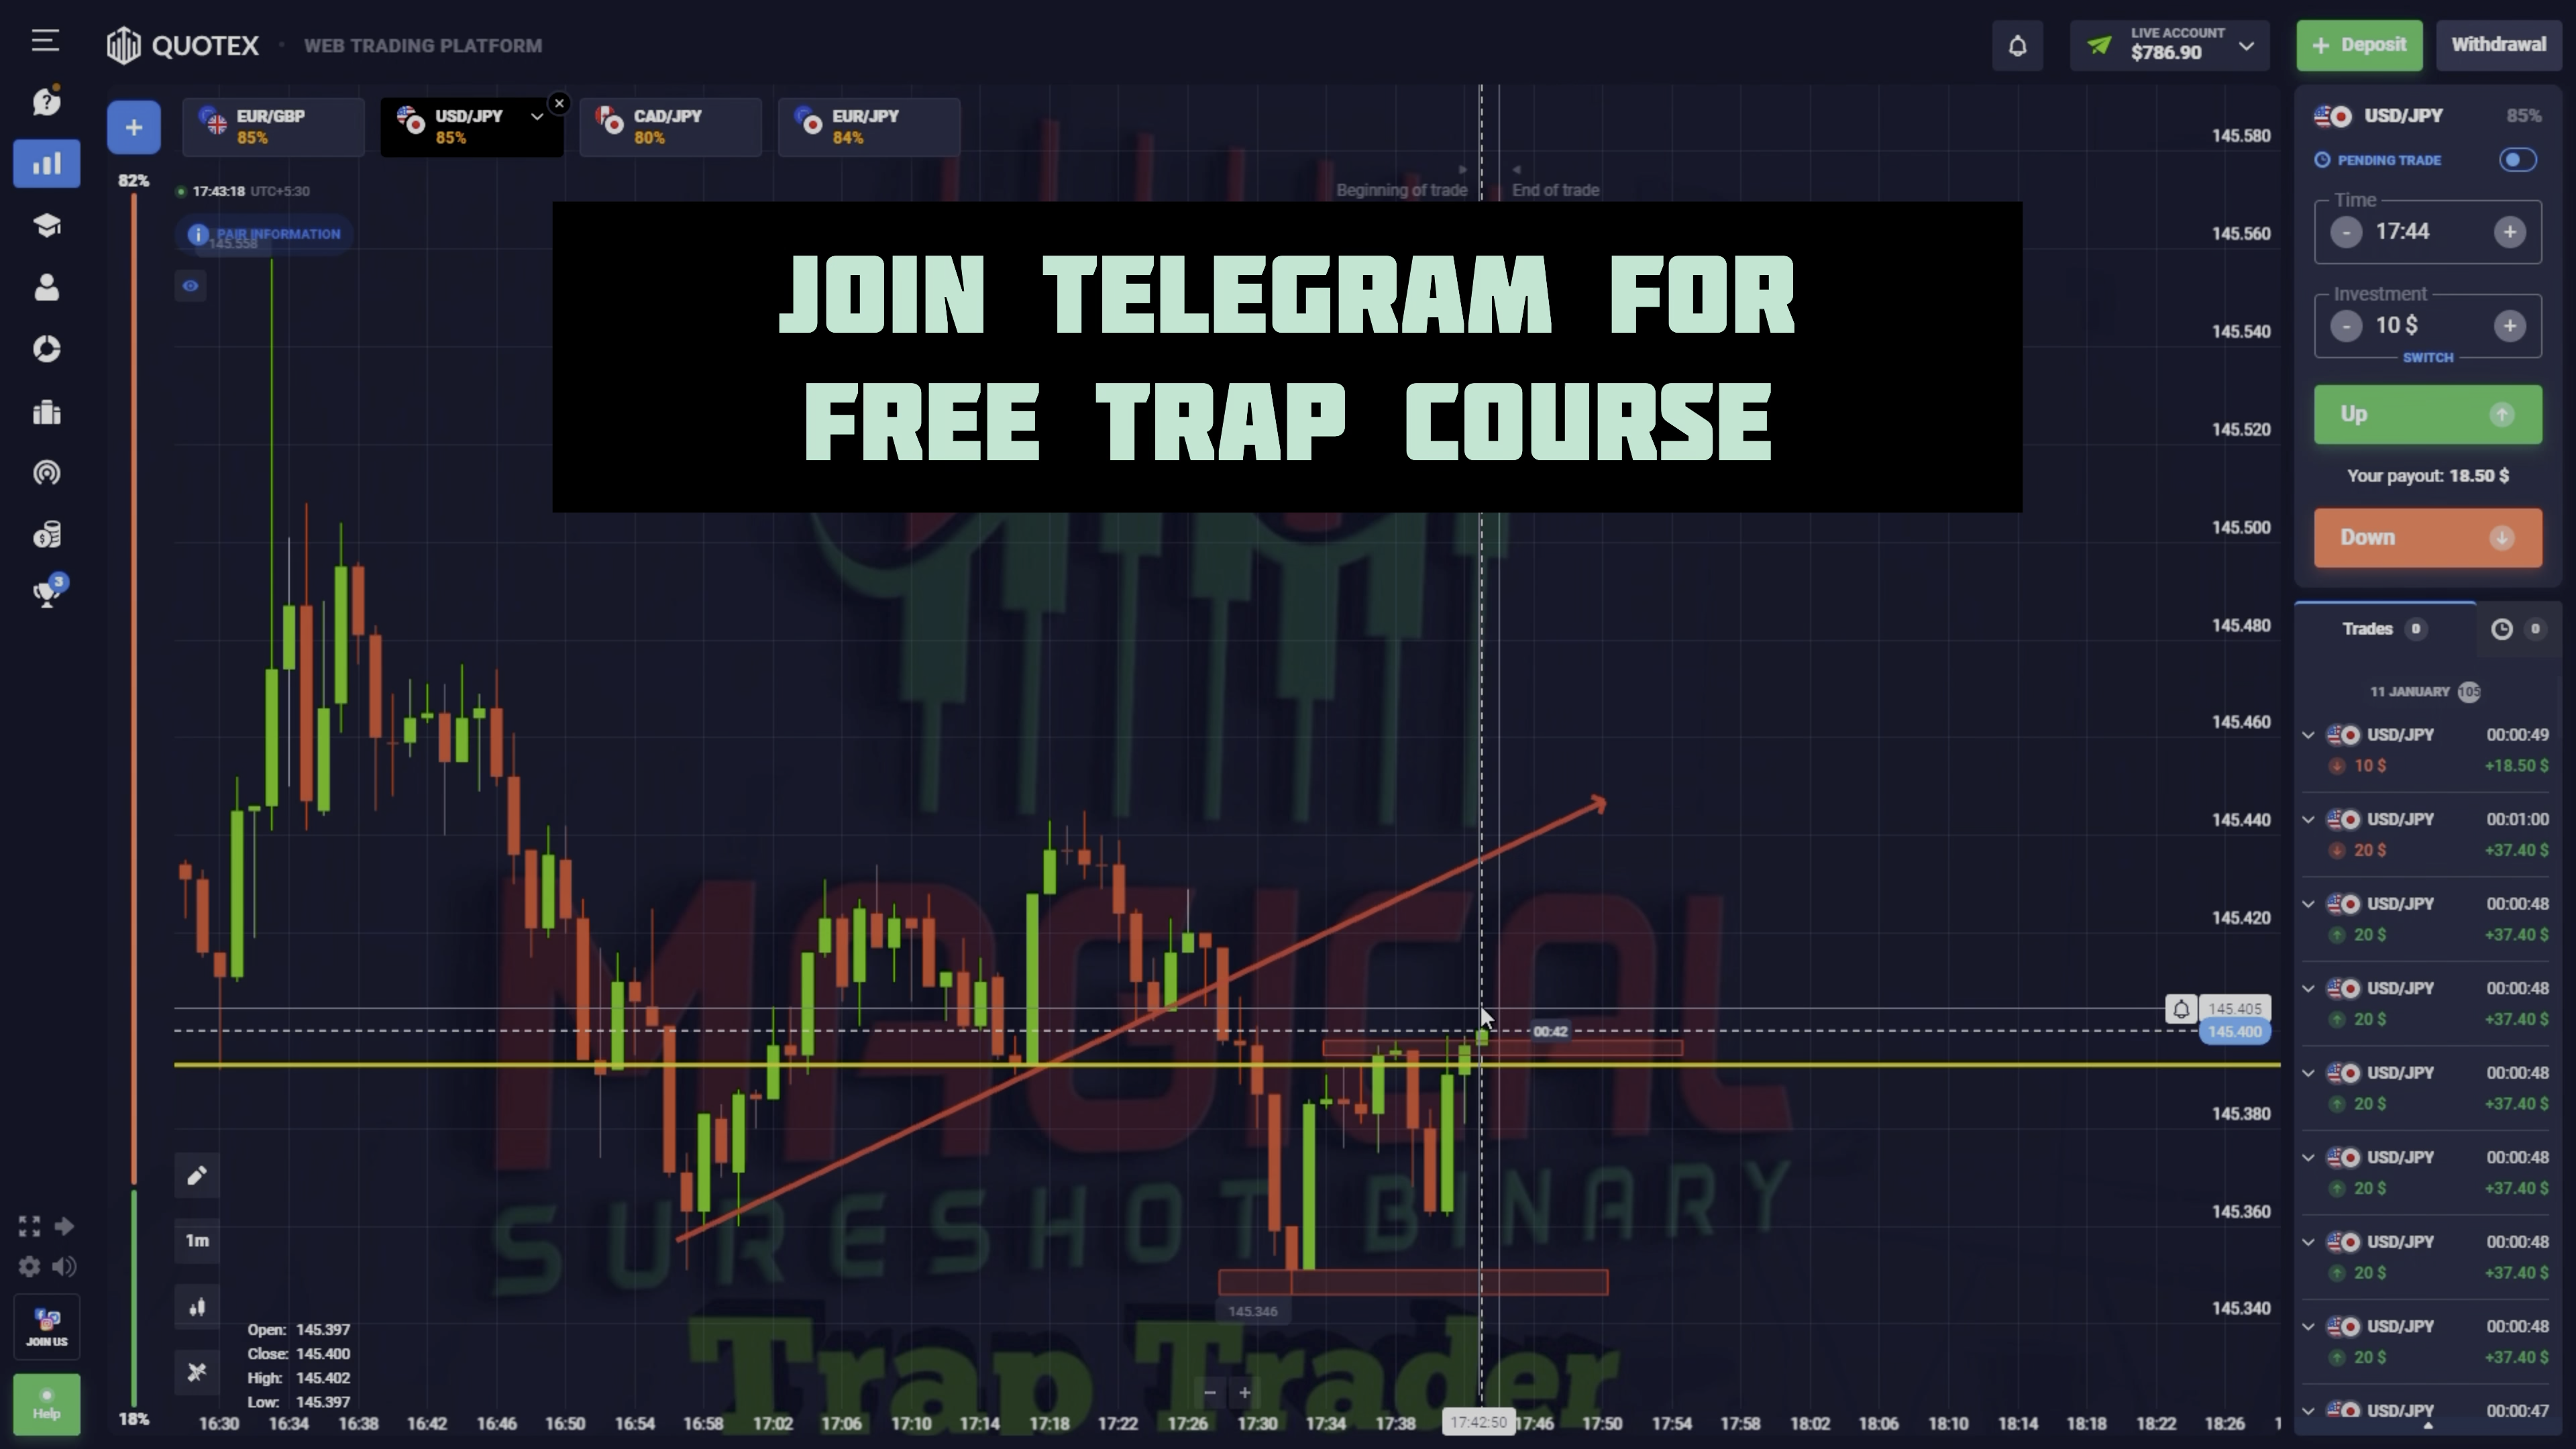 QUOTEX
WEB TRADING PLATFORM
LIVE ACCOUNT
$786.90
+ Deposit
Withdrawal
EUR/GBP
85%
USD/JPY
85%
CAD/JPY
80%
EUR/JPY
84%
82%
17:43:18 UTC+5:30
PAIR INFORMATION
145.558
Beginning of trade
End of trade
JOIN TELEGRAM FOR
FREE TRAP COURSE
145.580
145.560
145.540
145.520
145.500
145.480
145.460
145.440
145.420
145.405
145.400
145.380
145.360
145.340
00:42
MAGICAL
SURESHOT BINARY
Trap Trader
145.346
1m
Open: 145.397
Close: 145.400
High: 145.402
Low: 145.397
18%
3
JOIN US
Help
16:30 16:34 16:38 16:42 16:46 16:50 16:54 16:58 17:02 17:06 17:10 17:14 17:18 17:22 17:26 17:30 17:34 17:38 17:42:50 17:46 17:50 17:54 17:58 18:02 18:06 18:10 18:14 18:18 18:22 18:26
USD/JPY 85%
PENDING TRADE
Time
- 17:44 +
Investment
- 10 $ +
SWITCH
Up
Your payout: 18.50 $
Down
Trades 0
0
11 JANUARY 105
USD/JPY 00:00:49
10 $ +18.50 $
USD/JPY 00:01:00
20 $ +37.40 $
USD/JPY 00:00:48
20 $ +37.40 $
USD/JPY 00:00:48
20 $ +37.40 $
USD/JPY 00:00:48
20 $ +37.40 $
USD/JPY 00:00:48
20 $ +37.40 $
USD/JPY 00:00:48
20 $ +37.40 $
USD/JPY 00:00:48
20 $ +37.40 $
USD/JPY 00:00:47